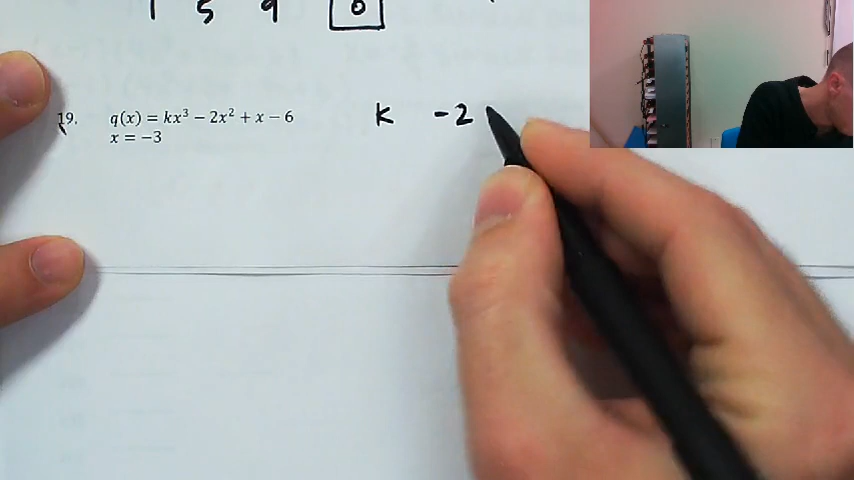 1 5 9 0
19. q(x) = kx³ − 2x² + x − 6 K -2
x = −3